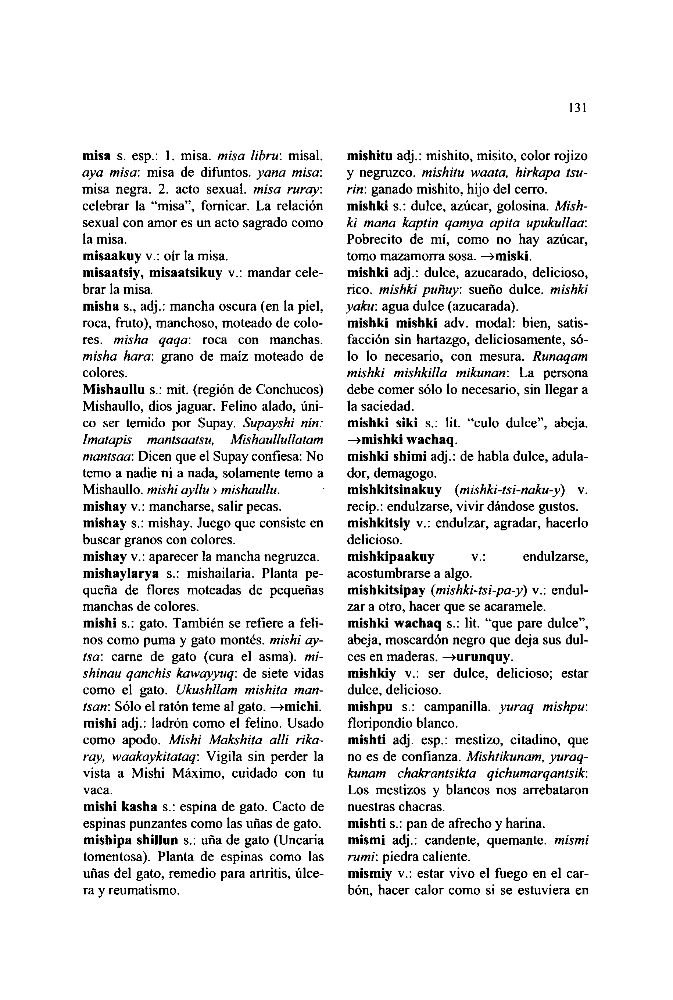 131
misa s. esp.: 1. misa. misa libru: misal.
aya misa: misa de difuntos. yana misa:
misa negra. 2. acto sexual. misa ruray:
celebrar la “misa”, fornicar. La relación
sexual con amor es un acto sagrado como
la misa.
misaakuy v.: oír la misa.
misaatsiy, misaatsikuy v.: mandar cele-
brar la misa.
misha s., adj.: mancha oscura (en la piel,
roca, fruto), manchoso, moteado de colo-
res. misha qaqa: roca con manchas.
misha hara: grano de maíz moteado de
colores.
Mishaullu s.: mit. (región de Conchucos)
Mishaullo, dios jaguar. Felino alado, úni-
co ser temido por Supay. Supayshi nin:
Imatapis mantsaatsu, Mishaullullatam
mantsaa: Dicen que el Supay confiesa: No
temo a nadie ni a nada, solamente temo a
Mishaullo. mishi ayllu > mishaullu.
mishay v.: mancharse, salir pecas.
mishay s.: mishay. Juego que consiste en
buscar granos con colores.
mishay v.: aparecer la mancha negruzca.
mishaylarya s.: mishailaria. Planta pe-
queña de flores moteadas de pequeñas
manchas de colores.
mishi s.: gato. También se refiere a feli-
nos como puma y gato montés. mishi ay-
tsa: carne de gato (cura el asma). mi-
shinau qanchis kawayyuq: de siete vidas
como el gato. Ukushllam mishita man-
tsan: Sólo el ratón teme al gato. →michi.
mishi adj.: ladrón como el felino. Usado
como apodo. Mishi Makshita alli rika-
ray, waakaykitataq: Vigila sin perder la
vista a Mishi Máximo, cuidado con tu
vaca.
mishi kasha s.: espina de gato. Cacto de
espinas punzantes como las uñas de gato.
mishipa shillun s.: uña de gato (Uncaria
tomentosa). Planta de espinas como las
uñas del gato, remedio para artritis, úlce-
ra y reumatismo.
mishitu adj.: mishito, misito, color rojizo
y negruzco. mishitu waata, hirkapa tsu-
rin: ganado mishito, hijo del cerro.
mishki s.: dulce, azúcar, golosina. Mish-
ki mana kaptin qamya apita upukullaa:
Pobrecito de mí, como no hay azúcar,
tomo mazamorra sosa. →miski.
mishki adj.: dulce, azucarado, delicioso,
rico. mishki puñuy: sueño dulce. mishki
yaku: agua dulce (azucarada).
mishki mishki adv. modal: bien, satis-
facción sin hartazgo, deliciosamente, só-
lo lo necesario, con mesura. Runaqam
mishki mishkilla mikunan: La persona
debe comer sólo lo necesario, sin llegar a
la saciedad.
mishki siki s.: lit. “culo dulce”, abeja.
→mishki wachaq.
mishki shimi adj.: de habla dulce, adula-
dor, demagogo.
mishkitsinakuy (mishki-tsi-naku-y) v.
recíp.: endulzarse, vivir dándose gustos.
mishkitsiy v.: endulzar, agradar, hacerlo
delicioso.
mishkipaakuy v.: endulzarse,
acostumbrarse a algo.
mishkitsipay (mishki-tsi-pa-y) v.: endul-
zar a otro, hacer que se acaramele.
mishki wachaq s.: lit. “que pare dulce”,
abeja, moscardón negro que deja sus dul-
ces en maderas. →urunquy.
mishkiy v.: ser dulce, delicioso; estar
dulce, delicioso.
mishpu s.: campanilla. yuraq mishpu:
floripondio blanco.
mishti adj. esp.: mestizo, citadino, que
no es de confianza. Mishtikunam, yuraq-
kunam chakrantsikta qichumarqantsik:
Los mestizos y blancos nos arrebataron
nuestras chacras.
mishti s.: pan de afrecho y harina.
mismi adj.: candente, quemante. mismi
rumi: piedra caliente.
mismiy v.: estar vivo el fuego en el car-
bón, hacer calor como si se estuviera en